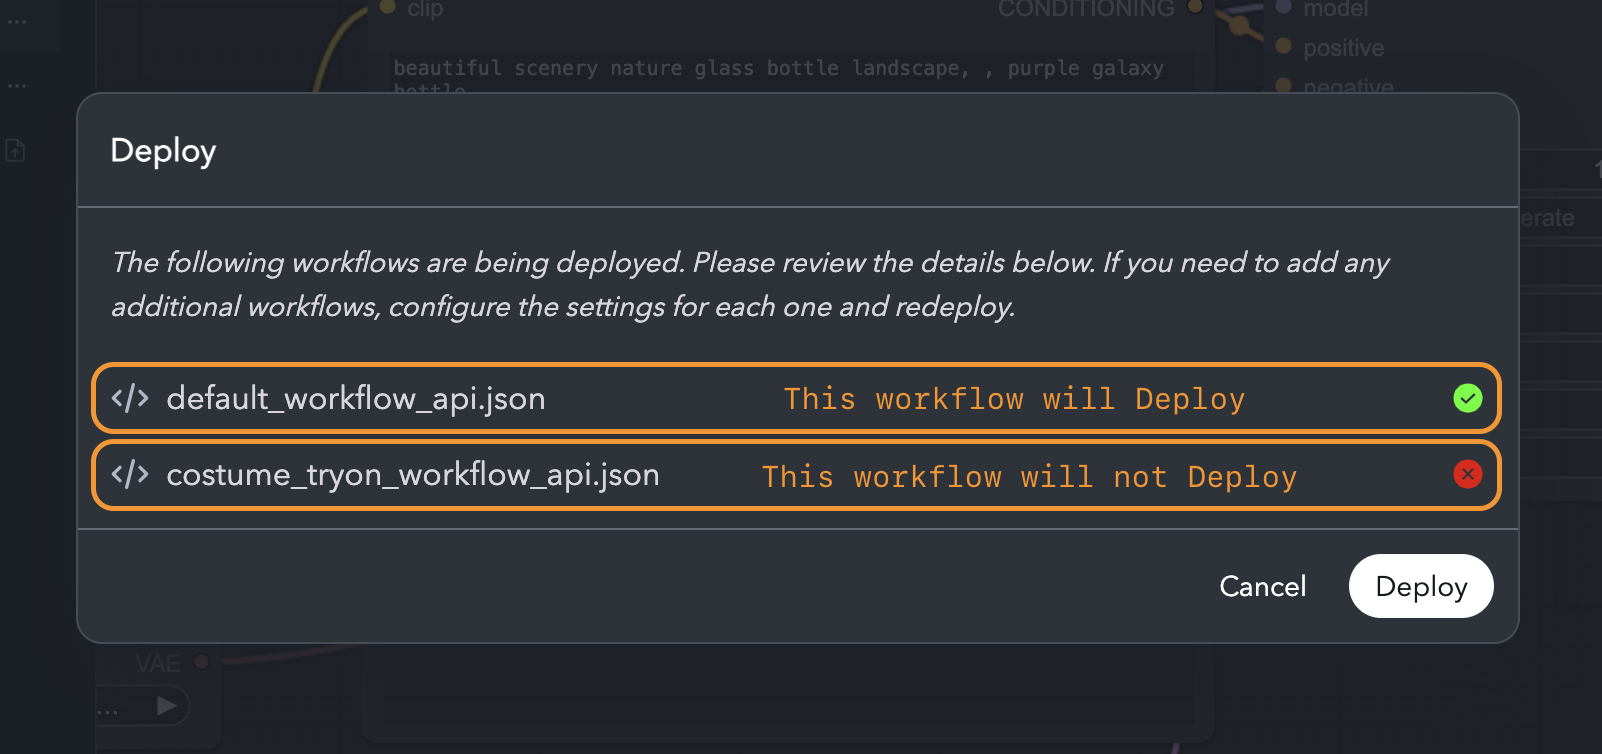 ...
clip
CONDITIONING
model
...
positive
beautiful scenery nature glass bottle landscape, , purple galaxy
bottle
negative
Deploy
The following workflows are being deployed. Please review the details below. If you need to add any
additional workflows, configure the settings for each one and redeploy.
erate
</> default_workflow_api.json This workflow will Deploy
</> costume_tryon_workflow_api.json This workflow will not Deploy
Cancel Deploy
VAE
...